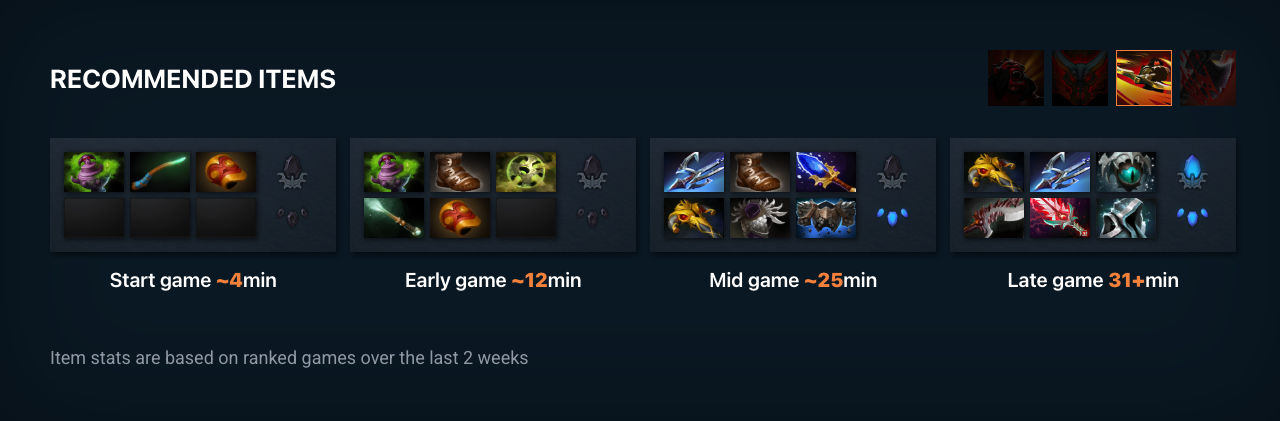 RECOMMENDED ITEMS
Start game ~4min
Early game ~12min
Mid game ~25min
Late game 31+min
Item stats are based on ranked games over the last 2 weeks